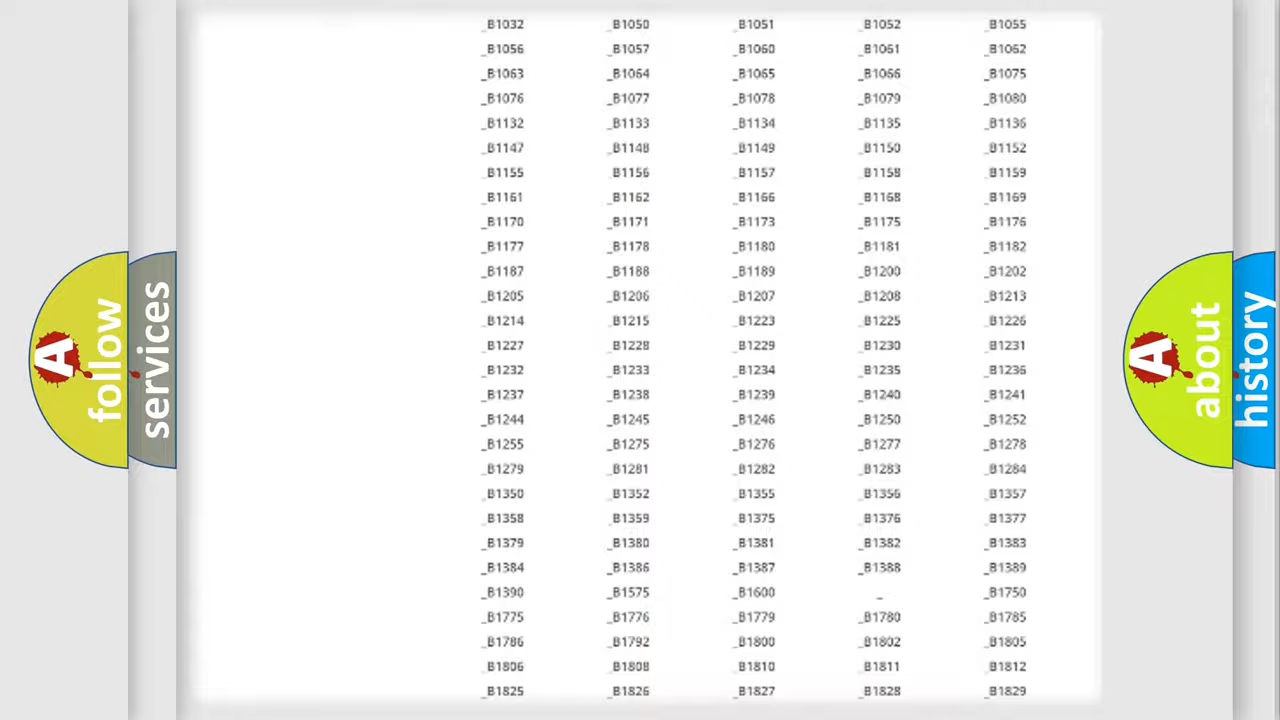 _B1032 _B1050 _B1051 _B1052 _B1055
_B1056 _B1057 _B1060 _B1061 _B1062
_B1063 _B1064 _B1065 _B1066 _B1075
_B1076 _B1077 _B1078 _B1079 _B1080
_B1132 _B1133 _B1134 _B1135 _B1136
_B1147 _B1148 _B1149 _B1150 _B1152
_B1155 _B1156 _B1157 _B1158 _B1159
_B1161 _B1162 _B1166 _B1168 _B1169
_B1170 _B1171 _B1173 _B1175 _B1176
_B1177 _B1178 _B1180 _B1181 _B1182
_B1187 _B1188 _B1189 _B1200 _B1202
_B1205 _B1206 _B1207 _B1208 _B1213
_B1214 _B1215 _B1223 _B1225 _B1226
_B1227 _B1228 _B1229 _B1230 _B1231
_B1232 _B1233 _B1234 _B1235 _B1236
_B1237 _B1238 _B1239 _B1240 _B1241
_B1244 _B1245 _B1246 _B1250 _B1252
_B1255 _B1275 _B1276 _B1277 _B1278
_B1279 _B1281 _B1282 _B1283 _B1284
_B1350 _B1352 _B1355 _B1356 _B1357
_B1358 _B1359 _B1375 _B1376 _B1377
_B1379 _B1380 _B1381 _B1382 _B1383
_B1384 _B1386 _B1387 _B1388 _B1389
_B1390 _B1575 _B1600 _ _B1750
_B1775 _B1776 _B1779 _B1780 _B1785
_B1786 _B1792 _B1800 _B1802 _B1805
_B1806 _B1808 _B1810 _B1811 _B1812
_B1825 _B1826 _B1827 _B1828 _B1829
A follow
services
A about
history